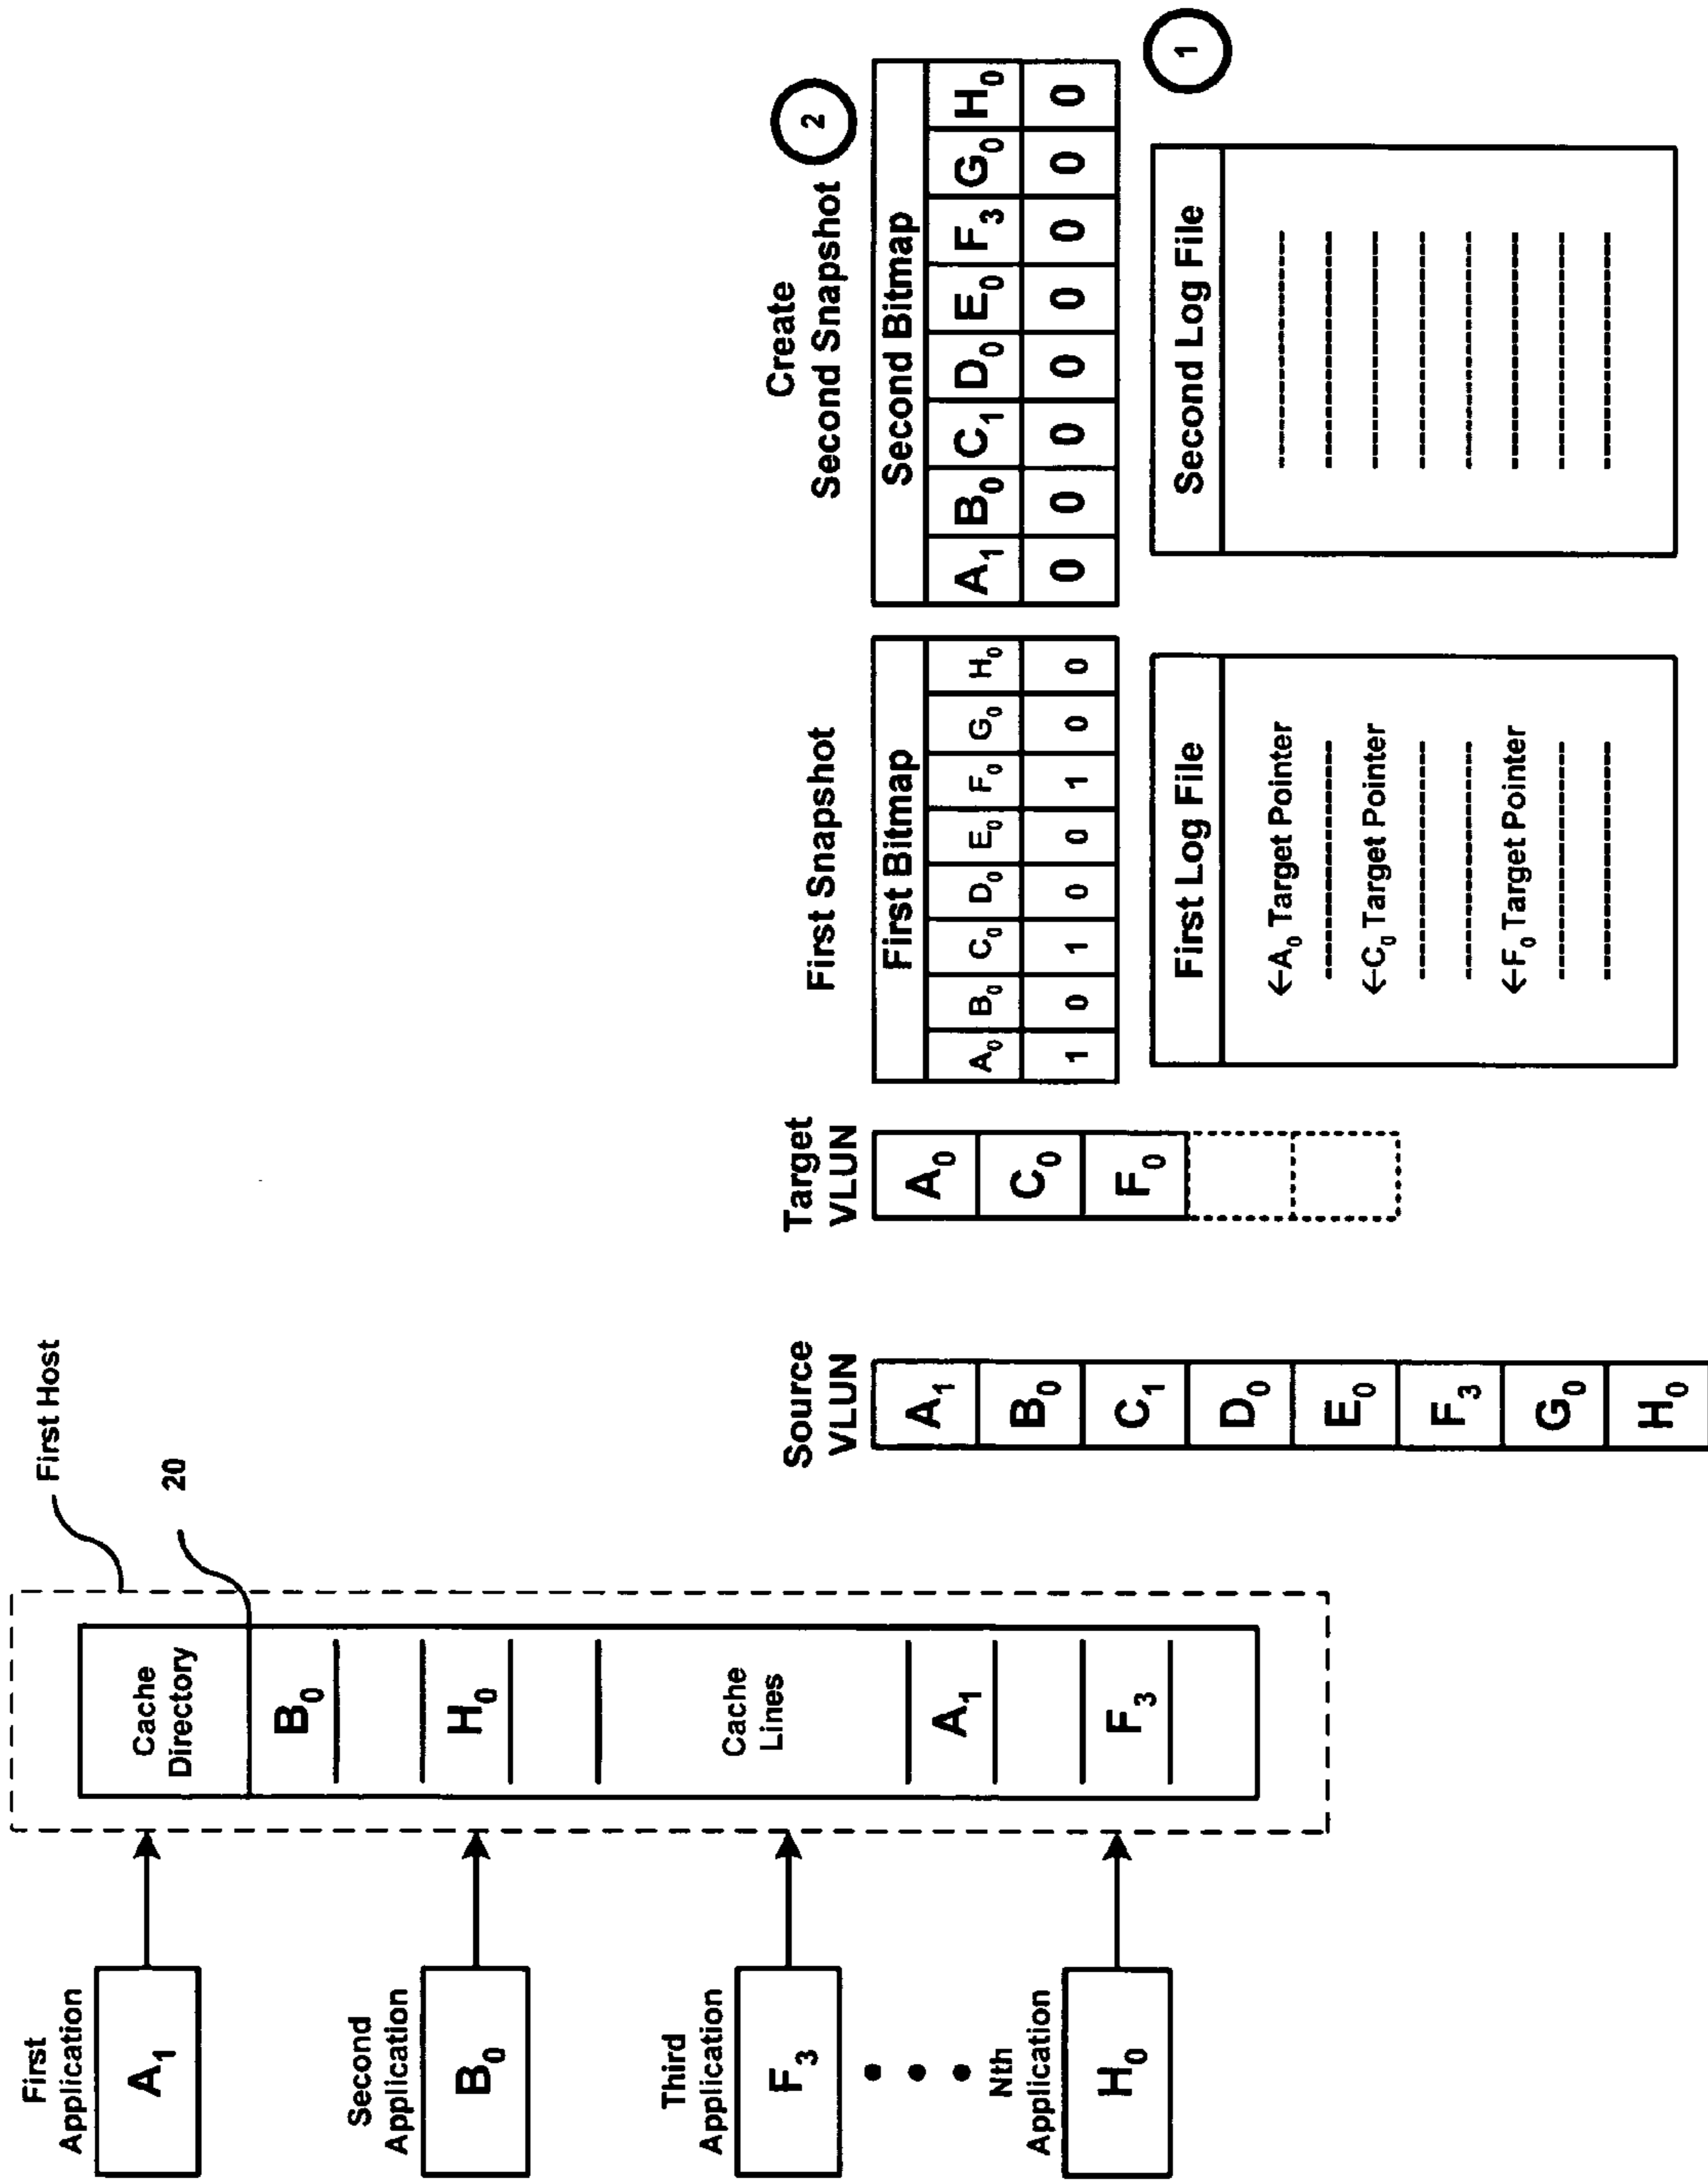 First
Application
A₁
Second
Application
B₀
Third
Application
F₃
Nth
Application
H₀
First Host
20
Cache
Directory
B₀
H₀
Cache
Lines
A₁
F₃
Source
VLUN
A₁
B₀
C₁
D₀
E₀
F₃
G₀
H₀
Target
VLUN
A₀
C₀
F₀
First Snapshot
First Bitmap
A₀ B₀ C₀ D₀ E₀ F₀ G₀ H₀
1 0 1 0 0 1 0 0
First Log File
←A₀ Target Pointer
←C₀ Target Pointer
←F₀ Target Pointer
Create
Second Snapshot
2
Second Bitmap
A₁ B₀ C₁ D₀ E₀ F₃ G₀ H₀
0 0 0 0 0 0 0 0
1
Second Log File